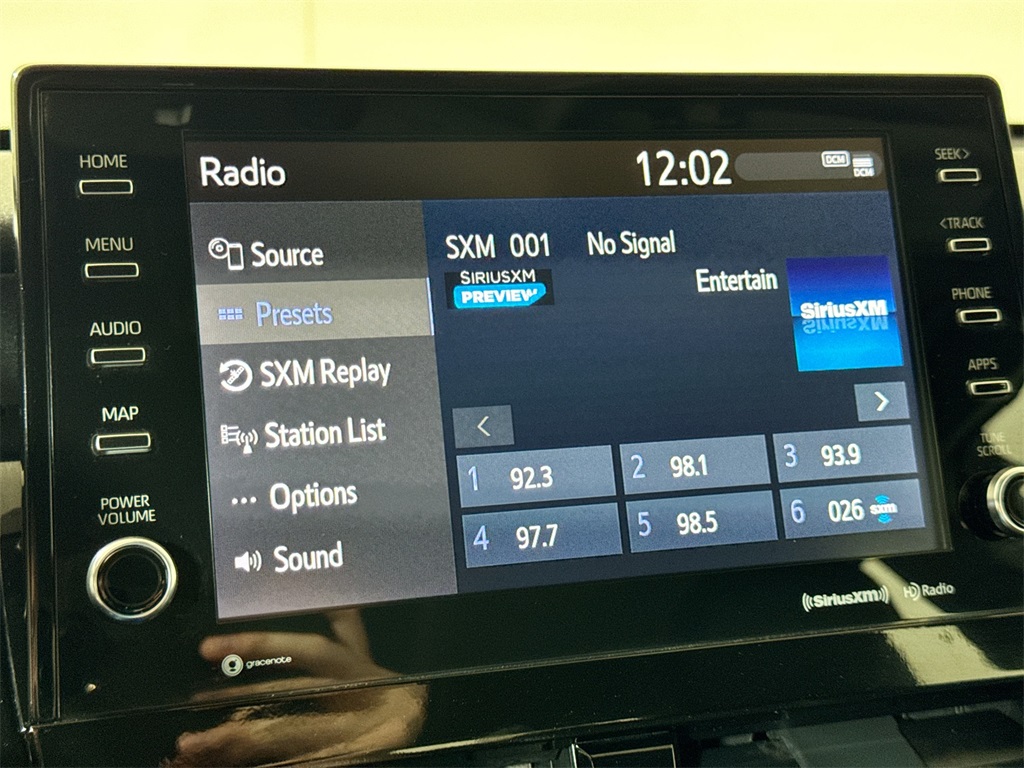 HOME
MENU
AUDIO
MAP
POWER
VOLUME
Radio
12:02
DCM
DCM
Source
Presets
SXM Replay
Station List
Options
Sound
SXM 001 No Signal
SIRIUSXM
PREVIEW
Entertain
SiriusXM
<
>
1 92.3
2 98.1
3 93.9
4 97.7
5 98.5
6 026 sxm
SEEK>
<TRACK
PHONE
APPS
TUNE
SCROLL
gracenote
SiriusXM
HD Radio